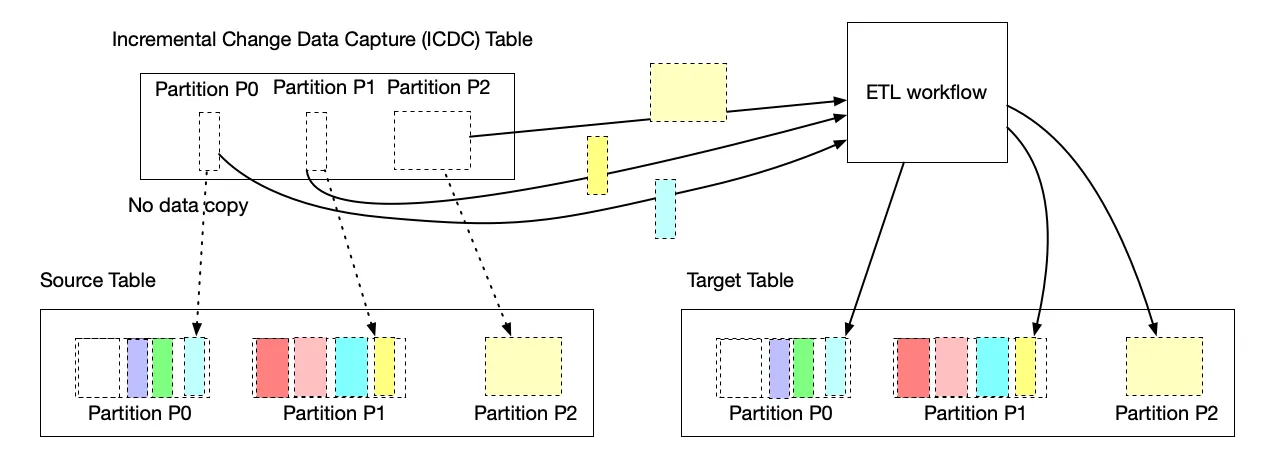 Incremental Change Data Capture (ICDC) Table
Partition P0
Partition P1
Partition P2
ETL workflow
No data copy
Source Table
Target Table
Partition P0
Partition P1
Partition P2
Partition P0
Partition P1
Partition P2